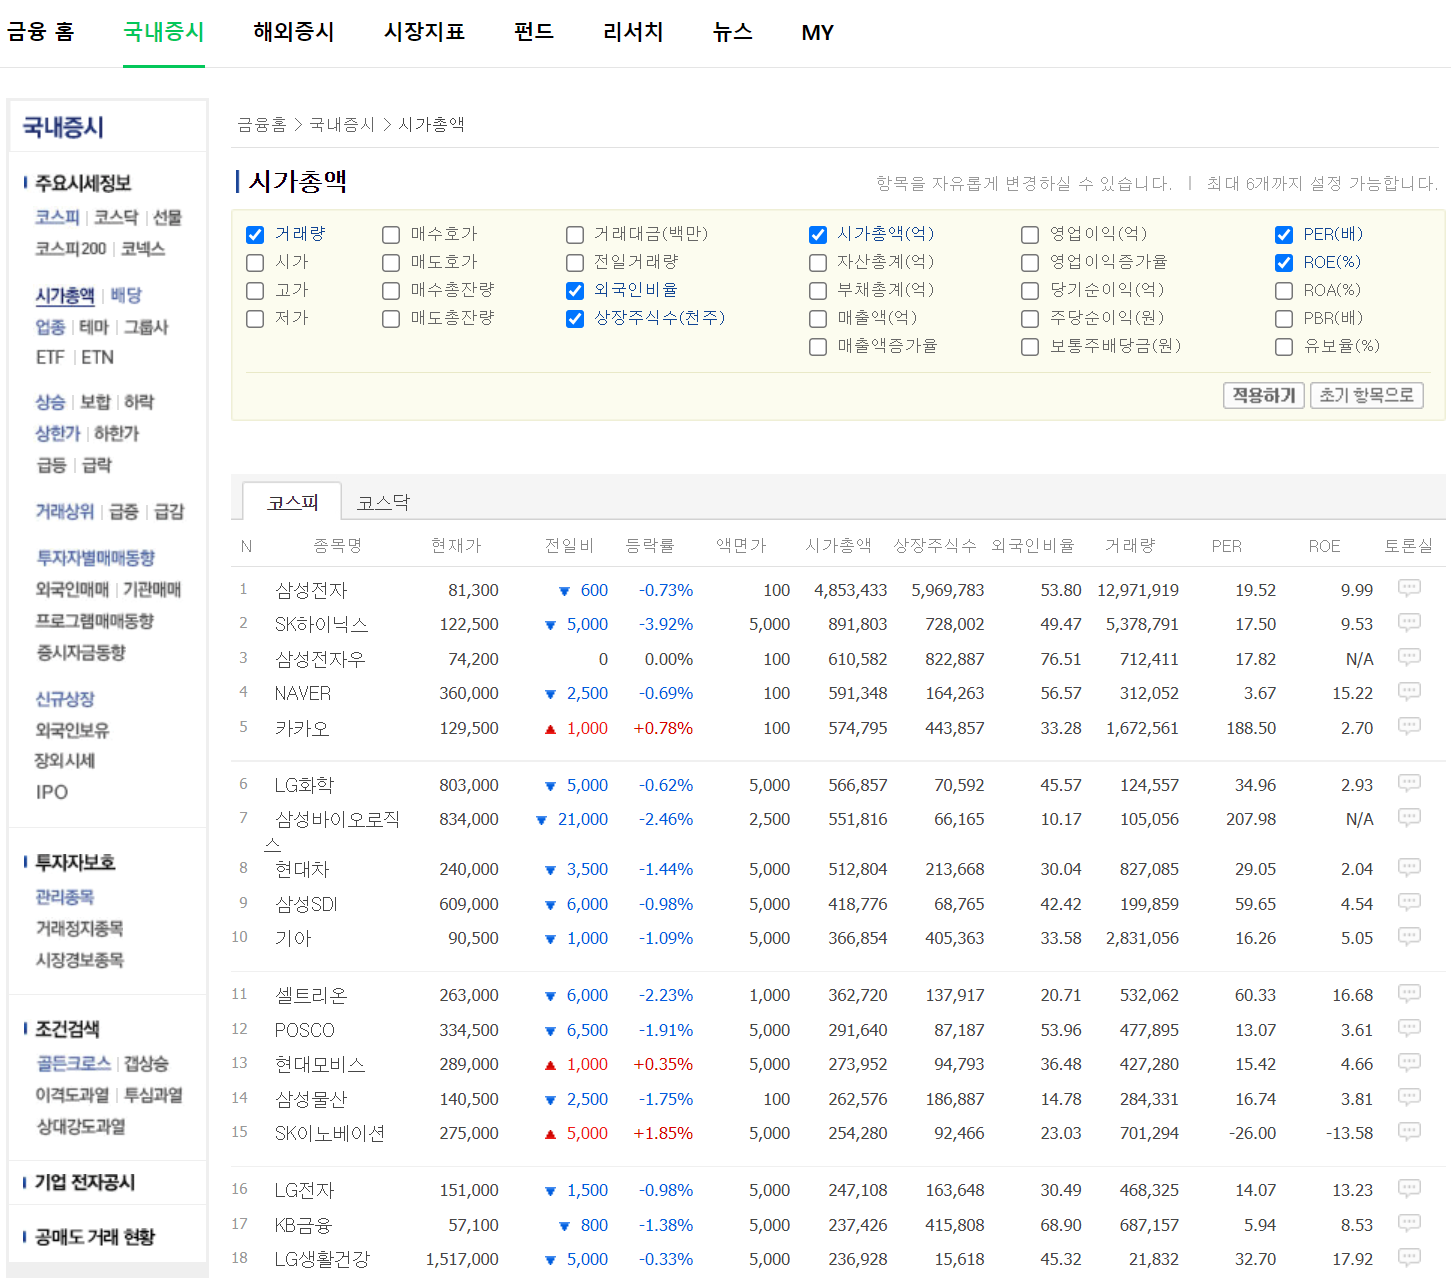 금융 홈 국내증시 해외증시 시장지표 펀드 리서치 뉴스 MY
국내증시
주요시세정보
코스피 코스닥 선물
코스피200 코넥스
시가총액 배당
업종 테마 그룹사
ETF ETN
상승 보합 하락
상한가 하한가
급등 급락
거래상위 급증 급감
투자자별매매동향
외국인매매 기관매매
프로그램매매동향
증시자금동향
신규상장
외국인보유
장외시세
IPO
투자자보호
관리종목
거래정지종목
시장경보종목
조건검색
골든크로스 갭상승
이격도과열 투심과열
상대강도과열
기업 전자공시
공매도 거래 현황
금융홈 > 국내증시 > 시가총액
시가총액
항목을 자유롭게 변경하실 수 있습니다. | 최대 6개까지 설정 가능합니다.
거래량 매수호가 거래대금(백만) 시가총액(억) 영업이익(억) PER(배)
시가 매도호가 전일거래량 자산총계(억) 영업이익증가율 ROE(%)
고가 매수총잔량 외국인비율 부채총계(억) 당기순이익(억) ROA(%)
저가 매도총잔량 상장주식수(천주) 매출액(억) 주당순이익(원) PBR(배)
매출액증가율 보통주배당금(원) 유보율(%)
적용하기 초기 항목으로
코스피 코스닥
N 종목명 현재가 전일비 등락률 액면가 시가총액 상장주식수 외국인비율 거래량 PER ROE 토론실
1 삼성전자 81,300 ▼ 600 -0.73% 100 4,853,433 5,969,783 53.80 12,971,919 19.52 9.99
2 SK하이닉스 122,500 ▼ 5,000 -3.92% 5,000 891,803 728,002 49.47 5,378,791 17.50 9.53
3 삼성전자우 74,200 0 0.00% 100 610,582 822,887 76.51 712,411 17.82 N/A
4 NAVER 360,000 ▼ 2,500 -0.69% 100 591,348 164,263 56.57 312,052 3.67 15.22
5 카카오 129,500 ▲ 1,000 +0.78% 100 574,795 443,857 33.28 1,672,561 188.50 2.70
6 LG화학 803,000 ▼ 5,000 -0.62% 5,000 566,857 70,592 45.57 124,557 34.96 2.93
7 삼성바이오로직 834,000 ▼ 21,000 -2.46% 2,500 551,816 66,165 10.17 105,056 207.98 N/A
스
8 현대차 240,000 ▼ 3,500 -1.44% 5,000 512,804 213,668 30.04 827,085 29.05 2.04
9 삼성SDI 609,000 ▼ 6,000 -0.98% 5,000 418,776 68,765 42.42 199,859 59.65 4.54
10 기아 90,500 ▼ 1,000 -1.09% 5,000 366,854 405,363 33.58 2,831,056 16.26 5.05
11 셀트리온 263,000 ▼ 6,000 -2.23% 1,000 362,720 137,917 20.71 532,062 60.33 16.68
12 POSCO 334,500 ▼ 6,500 -1.91% 5,000 291,640 87,187 53.96 477,895 13.07 3.61
13 현대모비스 289,000 ▲ 1,000 +0.35% 5,000 273,952 94,793 36.48 427,280 15.42 4.66
14 삼성물산 140,500 ▼ 2,500 -1.75% 100 262,576 186,887 14.78 284,331 16.74 3.81
15 SK이노베이션 275,000 ▲ 5,000 +1.85% 5,000 254,280 92,466 23.03 701,294 -26.00 -13.58
16 LG전자 151,000 ▼ 1,500 -0.98% 5,000 247,108 163,648 30.49 468,325 14.07 13.23
17 KB금융 57,100 ▼ 800 -1.38% 5,000 237,426 415,808 68.90 687,157 5.94 8.53
18 LG생활건강 1,517,000 ▼ 5,000 -0.33% 5,000 236,928 15,618 45.32 21,832 32.70 17.92